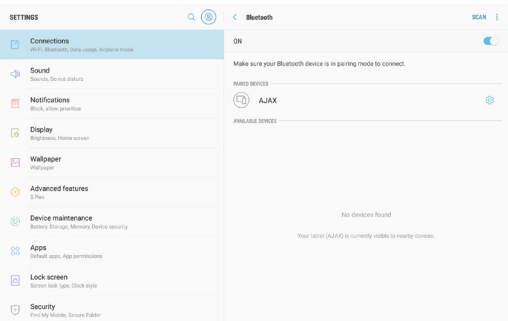 SETTINGS
Connections
Wi-Fi, Bluetooth, Data usage, Airplane mode
Sound
Sounds, Do not disturb
Notifications
Block, allow, prioritize
Display
Brightness, Home screen
Wallpaper
Wallpaper
Advanced features
S Pen
Device maintenance
Battery, Storage, Memory, Device security
Apps
Default apps, App permissions
Lock screen
Screen lock type, Clock style
Security
Find My Mobile, Secure Folder
Bluetooth
SCAN
ON
Make sure your Bluetooth device is in pairing mode to connect.
PAIRED DEVICES
AJAX
AVAILABLE DEVICES
No devices found
Your tablet (AJAX) is currently visible to nearby devices.